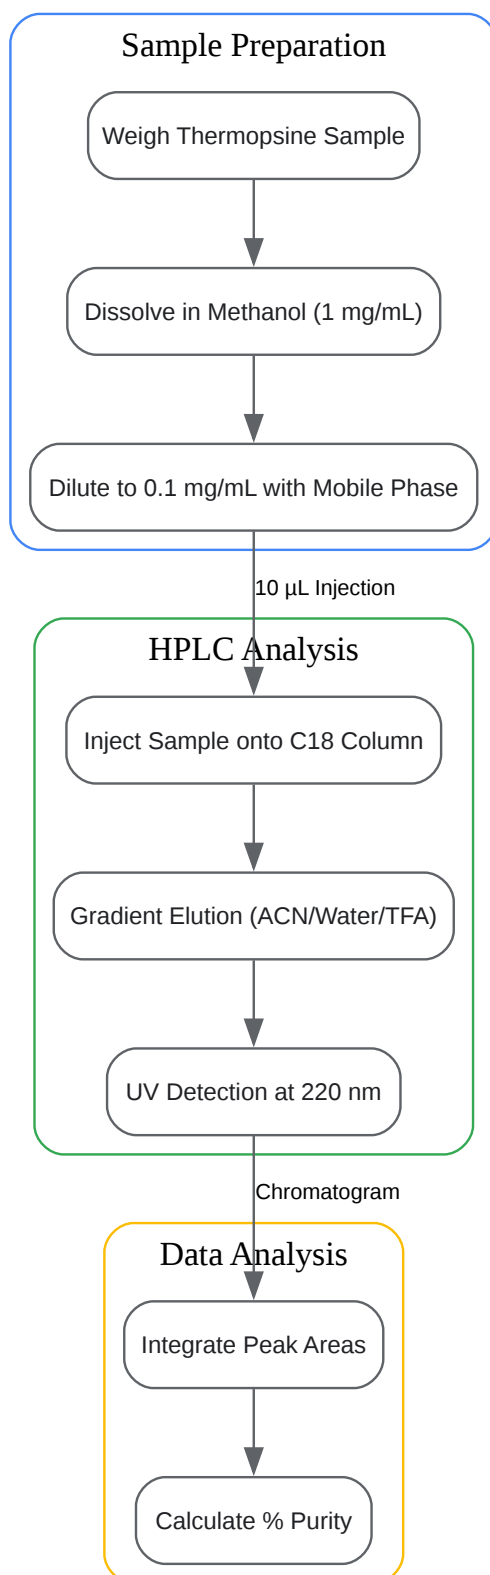 Sample Preparation
Weigh Thermopsine Sample
Dissolve in Methanol (1 mg/mL)
Dilute to 0.1 mg/mL with Mobile Phase
10 µL Injection
HPLC Analysis
Inject Sample onto C18 Column
Gradient Elution (ACN/Water/TFA)
UV Detection at 220 nm
Chromatogram
Data Analysis
Integrate Peak Areas
Calculate % Purity